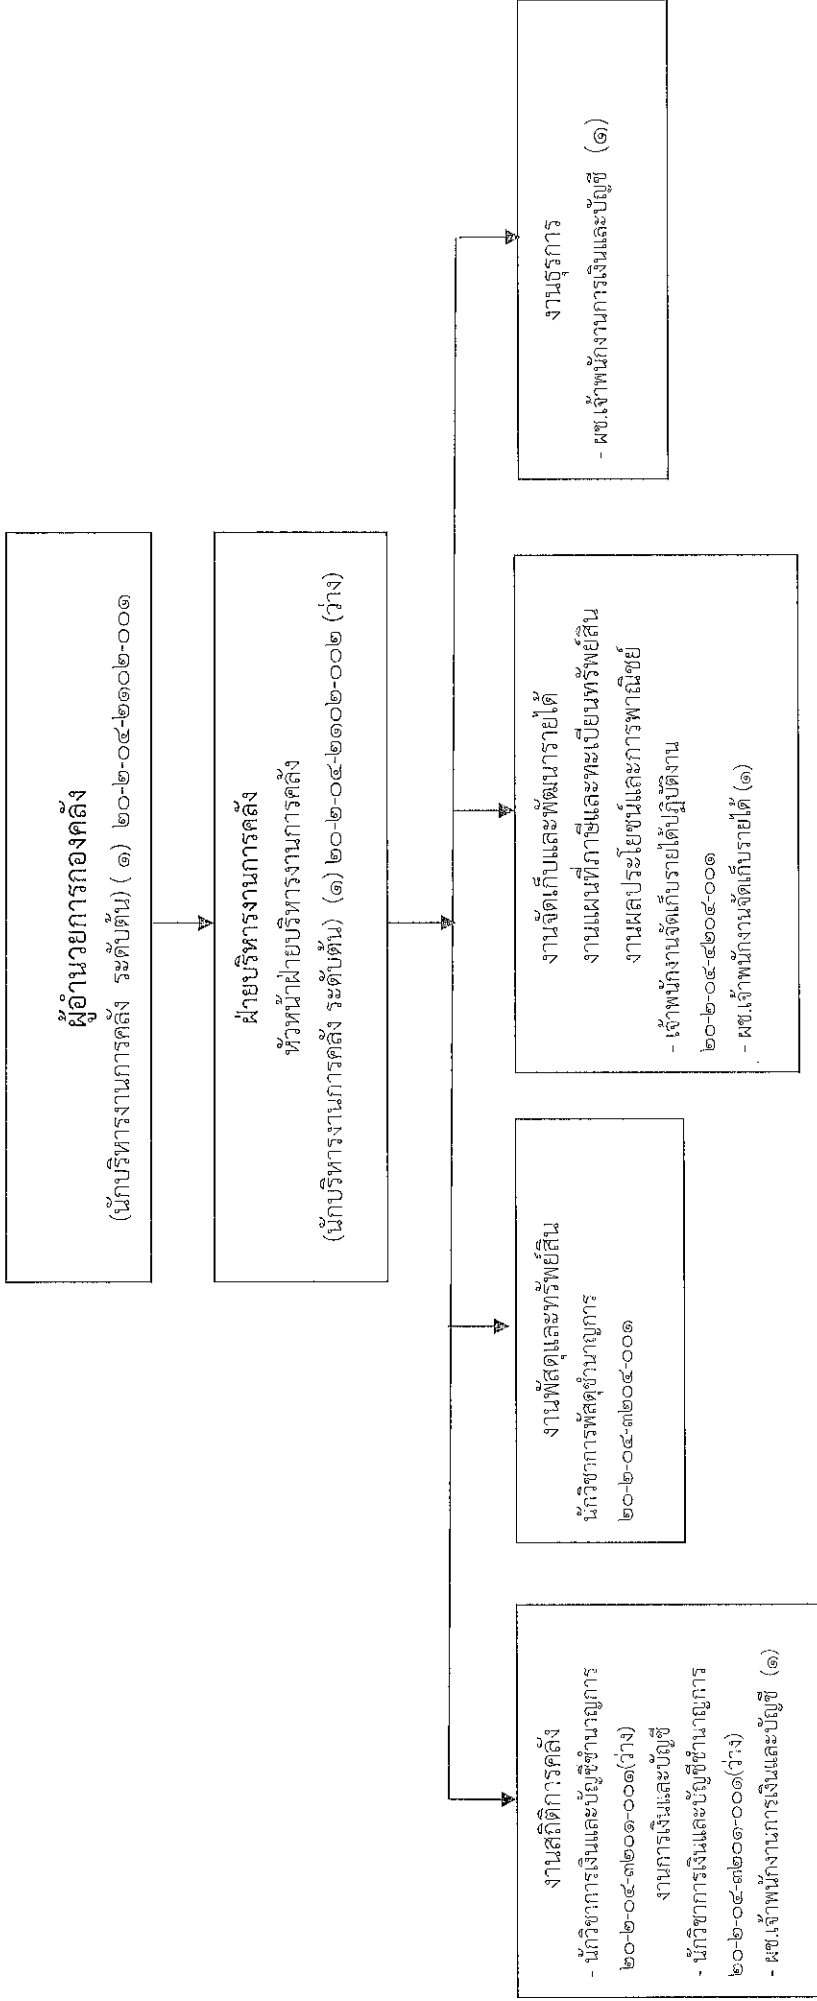 ผู้อำนวยการกองคลัง
(นักบริหารงานการคลัง ระดับต้น) ( ๑) ๒๐-๒-๐๔-๒๑๐๒-๐๐๑
ฝ่ายบริหารงานการคลัง
หัวหน้าฝ่ายบริหารงานการคลัง
(นักบริหารงานการคลัง ระดับต้น) (๑) ๒๐-๒-๐๔-๒๑๐๒-๐๐๒ (ว่าง)
งานสถิติการคลัง
- นักวิชาการเงินและบัญชีชำนาญการ
๒๐-๒-๐๔-๓๒๐๑-๐๐๑(ว่าง)
งานการเงินและบัญชี
- นักวิชาการเงินและบัญชีชำนาญการ
๒๐-๒-๐๔-๓๒๐๑-๐๐๑(ว่าง)
- ผช.เจ้าพนักงานการเงินและบัญชี (๑)
งานพัสดุและทรัพย์สิน
นักวิชาการพัสดุชำนาญการ
๒๐-๒-๐๔-๓๒๐๔-๐๐๑
งานจัดเก็บและพัฒนารายได้
งานแผนที่ภาษีและทะเบียนทรัพย์สิน
งานผลประโยชน์และการพาณิชย์
- เจ้าพนักงานจัดเก็บรายได้ปฏิบัติงาน
๒๐-๒-๐๔-๔๒๐๔-๐๐๑
- ผช.เจ้าพนักงานจัดเก็บรายได้ (๑)
งานธุรการ
- ผช.เจ้าพนักงานการเงินและบัญชี (๑)